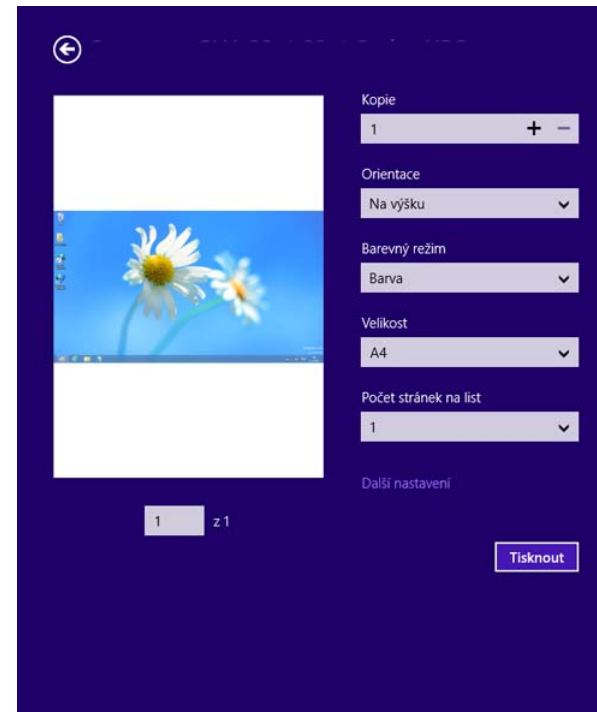 Kopie
1
Orientace
Na výšku
Barevný režim
Barva
Velikost
A4
Počet stránek na list
1
Další nastavení
1 z 1
Tisknout